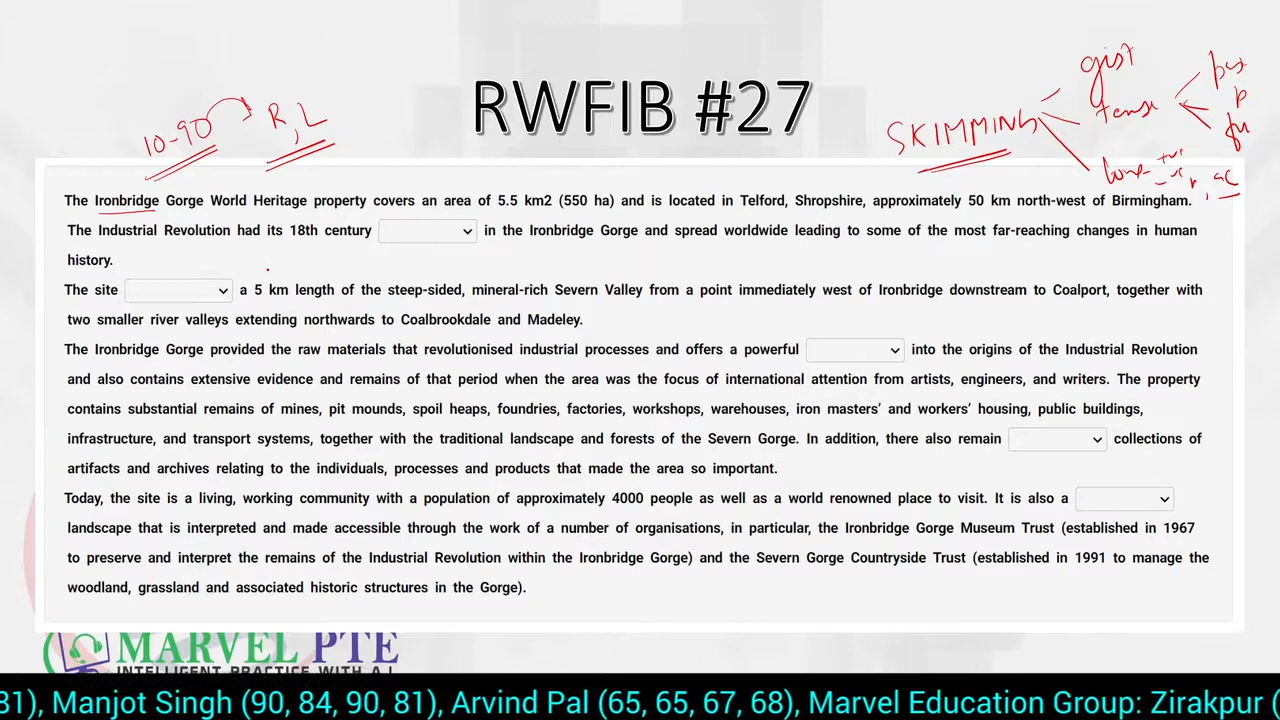 RWFIB #27
10-90
R, L
SKIMMING
gist
tense
The Ironbridge Gorge World Heritage property covers an area of 5.5 km2 (550 ha) and is located in Telford, Shropshire, approximately 50 km north-west of Birmingham.
The Industrial Revolution had its 18th century in the Ironbridge Gorge and spread worldwide leading to some of the most far-reaching changes in human
history.
The site a 5 km length of the steep-sided, mineral-rich Severn Valley from a point immediately west of Ironbridge downstream to Coalport, together with
two smaller river valleys extending northwards to Coalbrookdale and Madeley.
The Ironbridge Gorge provided the raw materials that revolutionised industrial processes and offers a powerful into the origins of the Industrial Revolution
and also contains extensive evidence and remains of that period when the area was the focus of international attention from artists, engineers, and writers. The property
contains substantial remains of mines, pit mounds, spoil heaps, foundries, factories, workshops, warehouses, iron masters’ and workers’ housing, public buildings,
infrastructure, and transport systems, together with the traditional landscape and forests of the Severn Gorge. In addition, there also remain collections of
artifacts and archives relating to the individuals, processes and products that made the area so important.
Today, the site is a living, working community with a population of approximately 4000 people as well as a world renowned place to visit. It is also a
landscape that is interpreted and made accessible through the work of a number of organisations, in particular, the Ironbridge Gorge Museum Trust (established in 1967
to preserve and interpret the remains of the Industrial Revolution within the Ironbridge Gorge) and the Severn Gorge Countryside Trust (established in 1991 to manage the
woodland, grassland and associated historic structures in the Gorge).
MARVEL PTE
INTELLIGENT PRACTICE WITH A.I
81), Manjot Singh (90, 84, 90, 81), Arvind Pal (65, 65, 67, 68), Marvel Education Group: Zirakpur (